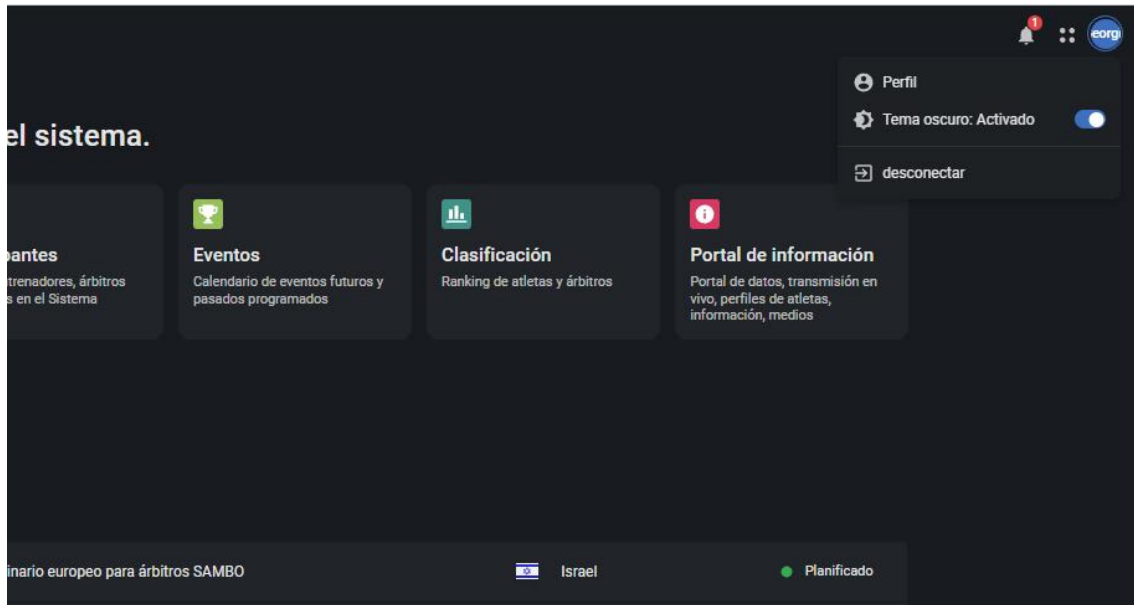 1
eorgi
Perfil
Tema oscuro: Activado
desconectar
el sistema.
pantes
trenadores, árbitros
s en el Sistema
Eventos
Calendario de eventos futuros y
pasados programados
Clasificación
Ranking de atletas y árbitros
Portal de información
Portal de datos, transmisión en
vivo, perfiles de atletas,
información, medios
inario europeo para árbitros SAMBO
Israel
Planificado